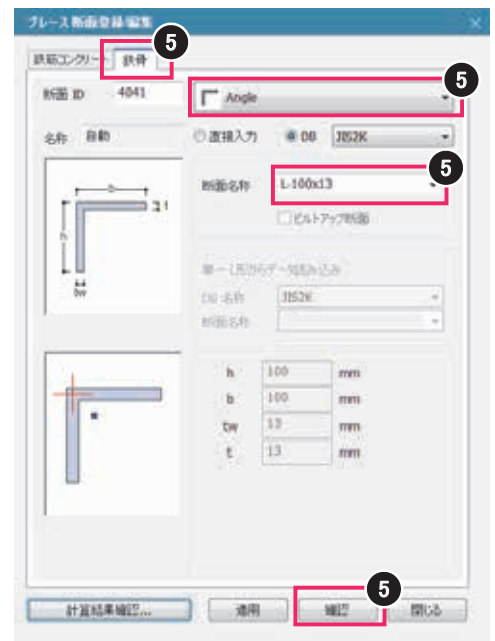 ブレース断面登録/編集
5
鉄筋コンクリート 鉄骨
5
断面 ID 4041 Angle
名称 自動 直接入力 DB JIS2K
5
断面名称 L-100x13
ビルトアップ断面
b
t
h
tw
単一L形からデータ読み込み
DB 名称 JIS2K
断面名称
h 100 mm
b 100 mm
tw 13 mm
t 13 mm
5
計算結果確認... 適用 確認 閉じる